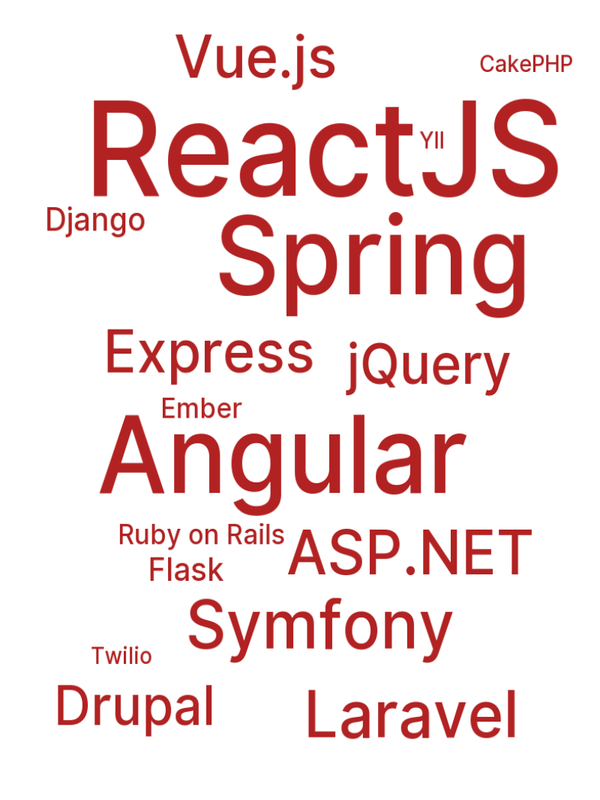 Vue.js
CakePHP
ReactJS
YII
Django
Spring
Express
jQuery
Ember
Angular
Ruby on Rails
ASP.NET
Flask
Symfony
Twilio
Drupal
Laravel